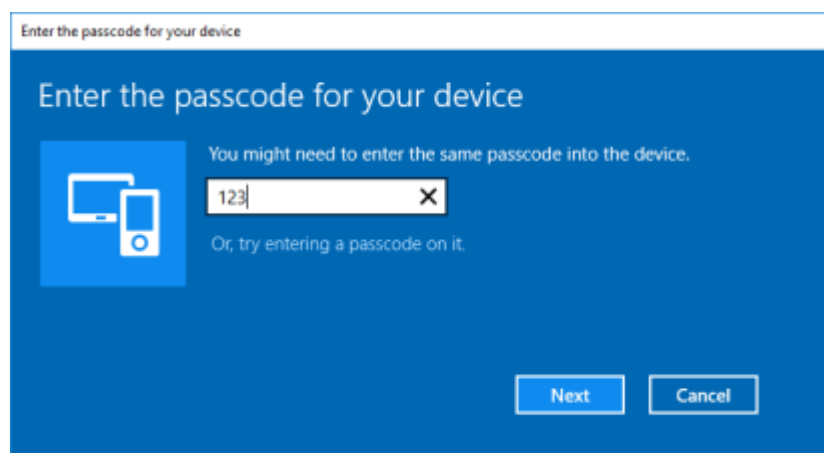 Enter the passcode for your device
Enter the passcode for your device
You might need to enter the same passcode into the device.
123
Or, try entering a passcode on it.
Next
Cancel